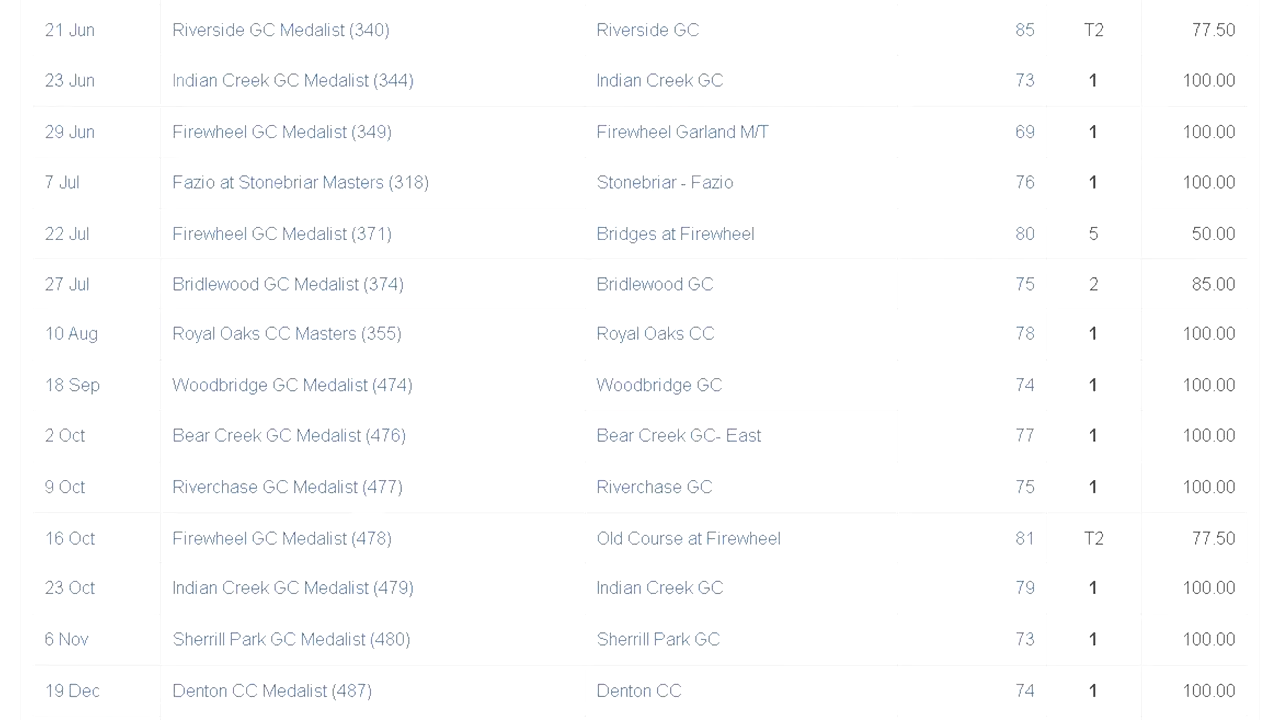 21 Jun Riverside GC Medalist (340) Riverside GC 85 T2 77.50
23 Jun Indian Creek GC Medalist (344) Indian Creek GC 73 1 100.00
29 Jun Firewheel GC Medalist (349) Firewheel Garland M/T 69 1 100.00
7 Jul Fazio at Stonebriar Masters (318) Stonebriar - Fazio 76 1 100.00
22 Jul Firewheel GC Medalist (371) Bridges at Firewheel 80 5 50.00
27 Jul Bridlewood GC Medalist (374) Bridlewood GC 75 2 85.00
10 Aug Royal Oaks CC Masters (355) Royal Oaks CC 78 1 100.00
18 Sep Woodbridge GC Medalist (474) Woodbridge GC 74 1 100.00
2 Oct Bear Creek GC Medalist (476) Bear Creek GC- East 77 1 100.00
9 Oct Riverchase GC Medalist (477) Riverchase GC 75 1 100.00
16 Oct Firewheel GC Medalist (478) Old Course at Firewheel 81 T2 77.50
23 Oct Indian Creek GC Medalist (479) Indian Creek GC 79 1 100.00
6 Nov Sherrill Park GC Medalist (480) Sherrill Park GC 73 1 100.00
19 Dec Denton CC Medalist (487) Denton CC 74 1 100.00